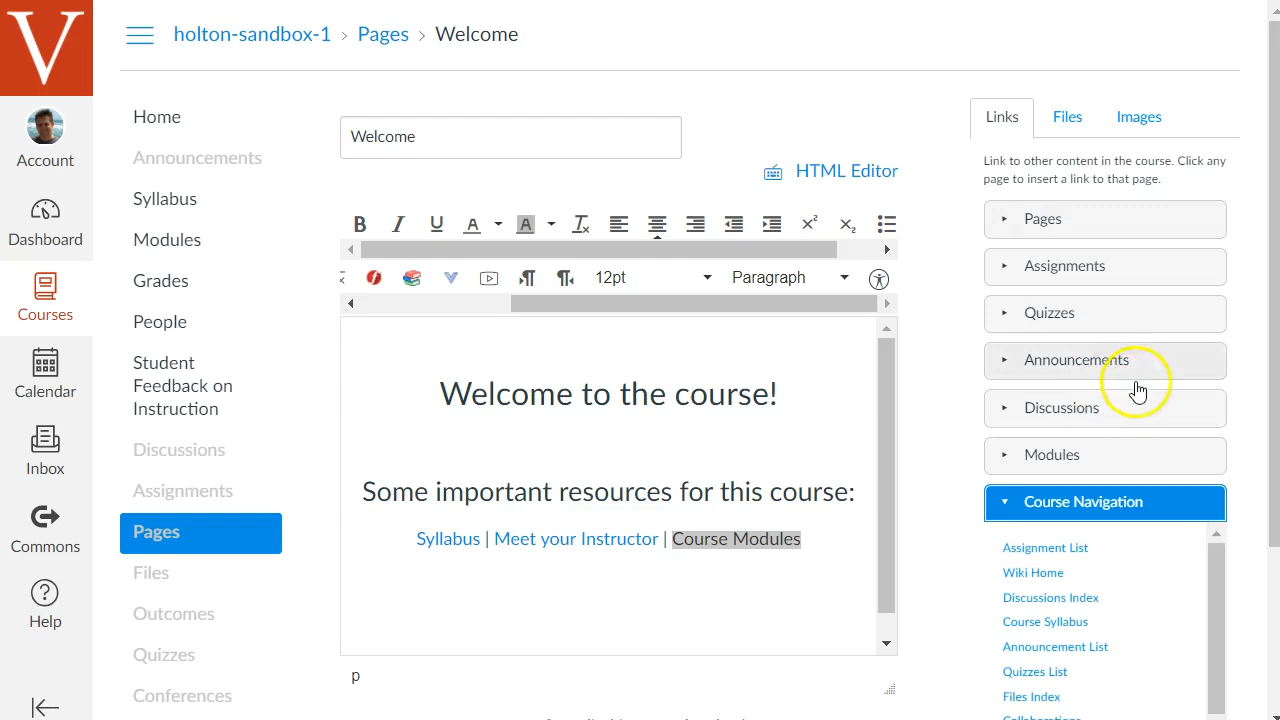 V
holton-sandbox-1 › Pages › Welcome
Account
Dashboard
Courses
Calendar
Inbox
Commons
Help
Home
Announcements
Syllabus
Modules
Grades
People
Student
Feedback on
Instruction
Discussions
Assignments
Pages
Files
Outcomes
Quizzes
Conferences
Welcome
HTML Editor
B I U A A Tx x² x₂
12pt Paragraph
Welcome to the course!
Some important resources for this course:
Syllabus | Meet your Instructor | Course Modules
p
Links Files Images
Link to other content in the course. Click any
page to insert a link to that page.
Pages
Assignments
Quizzes
Announcements
Discussions
Modules
Course Navigation
Assignment List
Wiki Home
Discussions Index
Course Syllabus
Announcement List
Quizzes List
Files Index